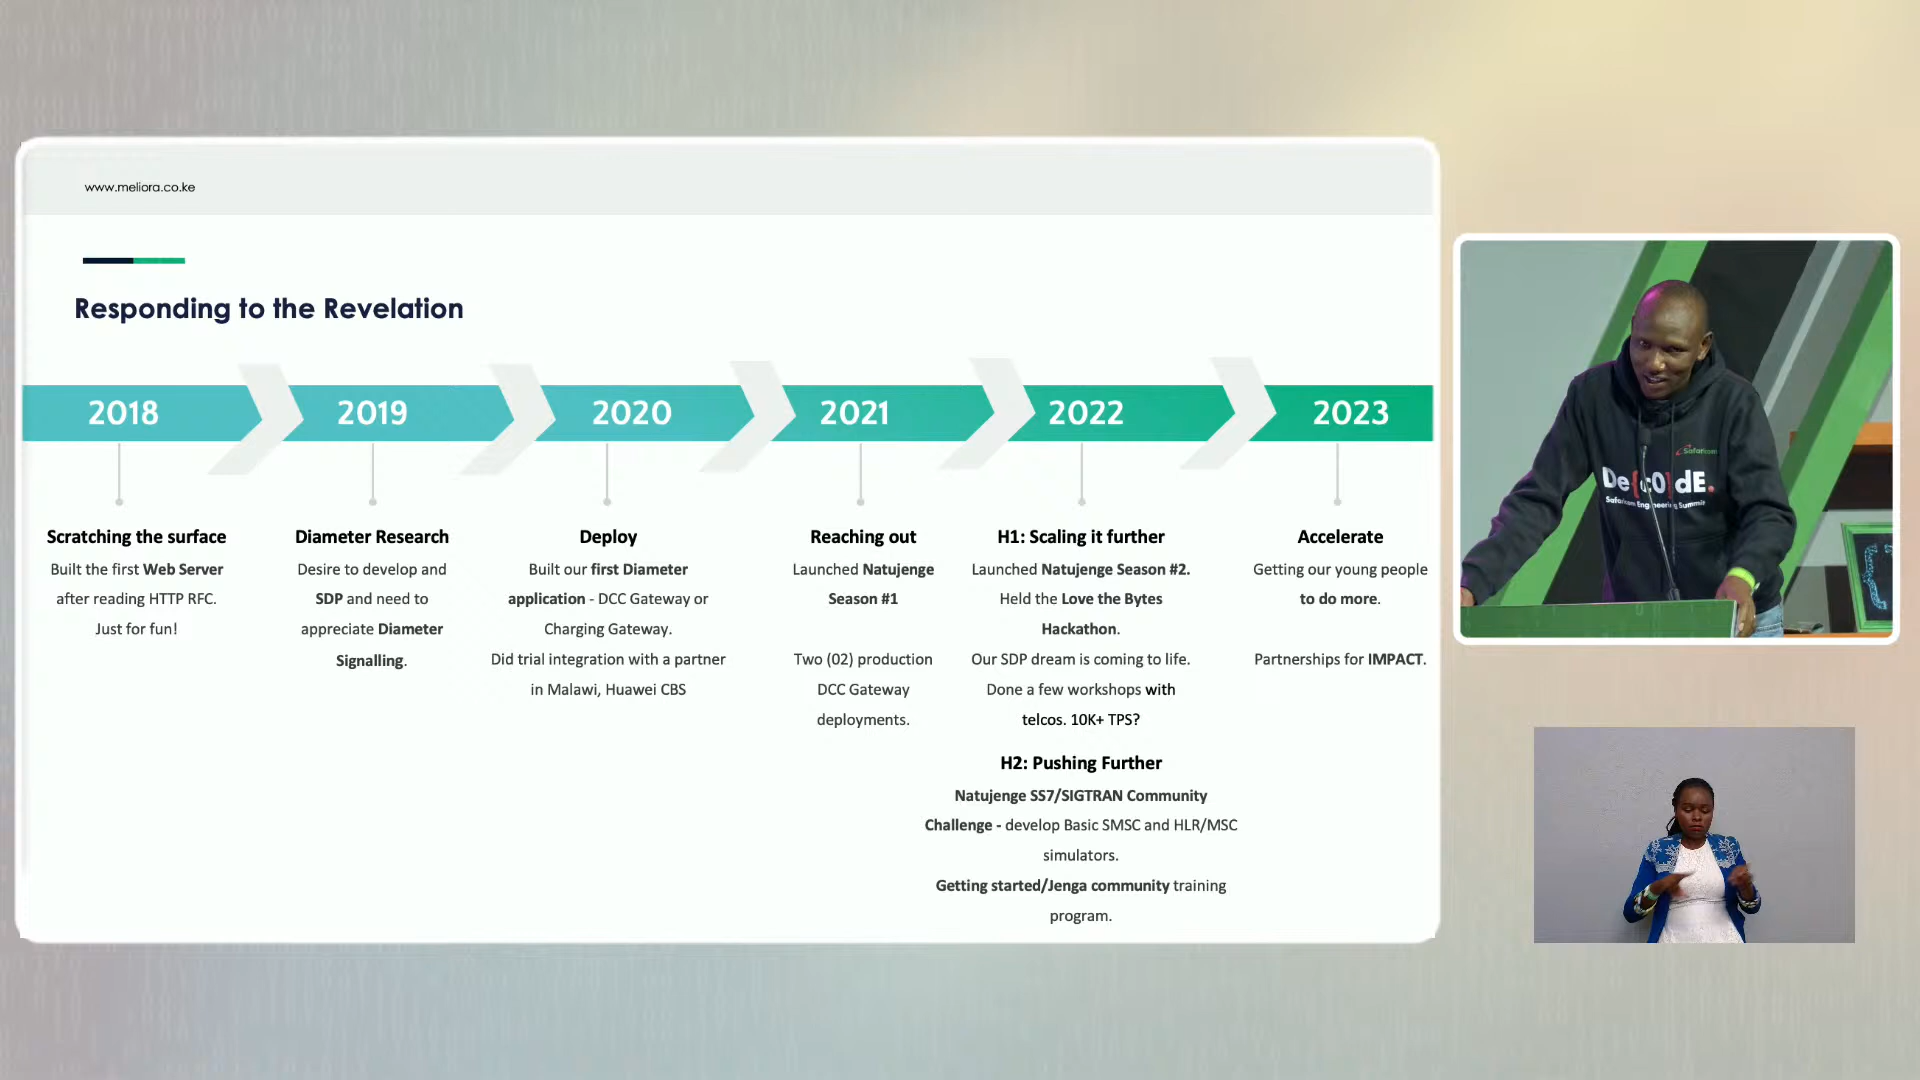 www.meliora.co.ke
Responding to the Revelation
2018
2019
2020
2021
2022
2023
Scratching the surface
Built the first Web Server
after reading HTTP RFC.
Just for fun!
Diameter Research
Desire to develop and
SDP and need to
appreciate Diameter
Signalling.
Deploy
Built our first Diameter
application - DCC Gateway or
Charging Gateway.
Did trial integration with a partner
in Malawi, Huawei CBS
Reaching out
Launched Natujenge
Season #1
Two (02) production
DCC Gateway
deployments.
H1: Scaling it further
Launched Natujenge Season #2.
Held the Love the Bytes
Hackathon.
Our SDP dream is coming to life.
Done a few workshops with
telcos. 10K+ TPS?
H2: Pushing Further
Natujenge SS7/SIGTRAN Community
Challenge - develop Basic SMSC and HLR/MSC
simulators.
Getting started/Jenga community training
program.
Accelerate
Getting our young people
to do more.
Partnerships for IMPACT.
Safaricom
De{c0}dE.
Safaricom Engineering Summit